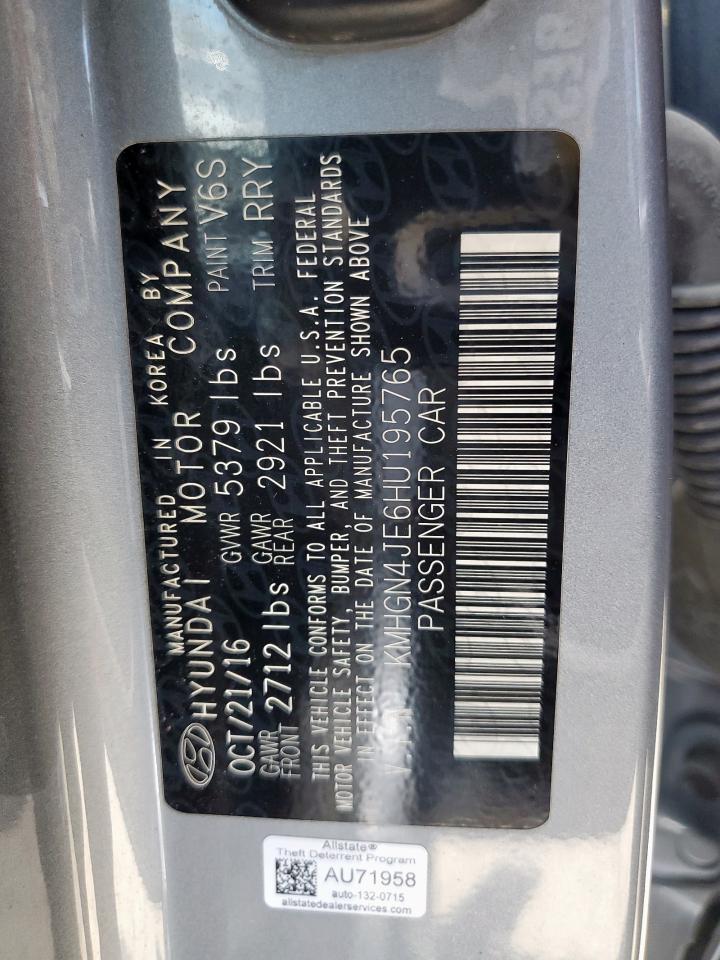 MANUFACTURED IN KOREA BY
HYUNDAI MOTOR COMPANY
OCT/21/16 GVWR 5379 lbs PAINT V6S
GAWR FRONT 2712 lbs GAWR REAR 2921 lbs TRIM RRY
THIS VEHICLE CONFORMS TO ALL APPLICABLE U.S.A. FEDERAL
MOTOR VEHICLE SAFETY, BUMPER, AND THEFT PREVENTION STANDARDS
IN EFFECT ON THE DATE OF MANUFACTURE SHOWN ABOVE
V.I.N KMHGN4JE6HU195765
PASSENGER CAR
Allstate®
Theft Deterrent Program
AU71958
auto-132-0715
allstatedealerservices.com